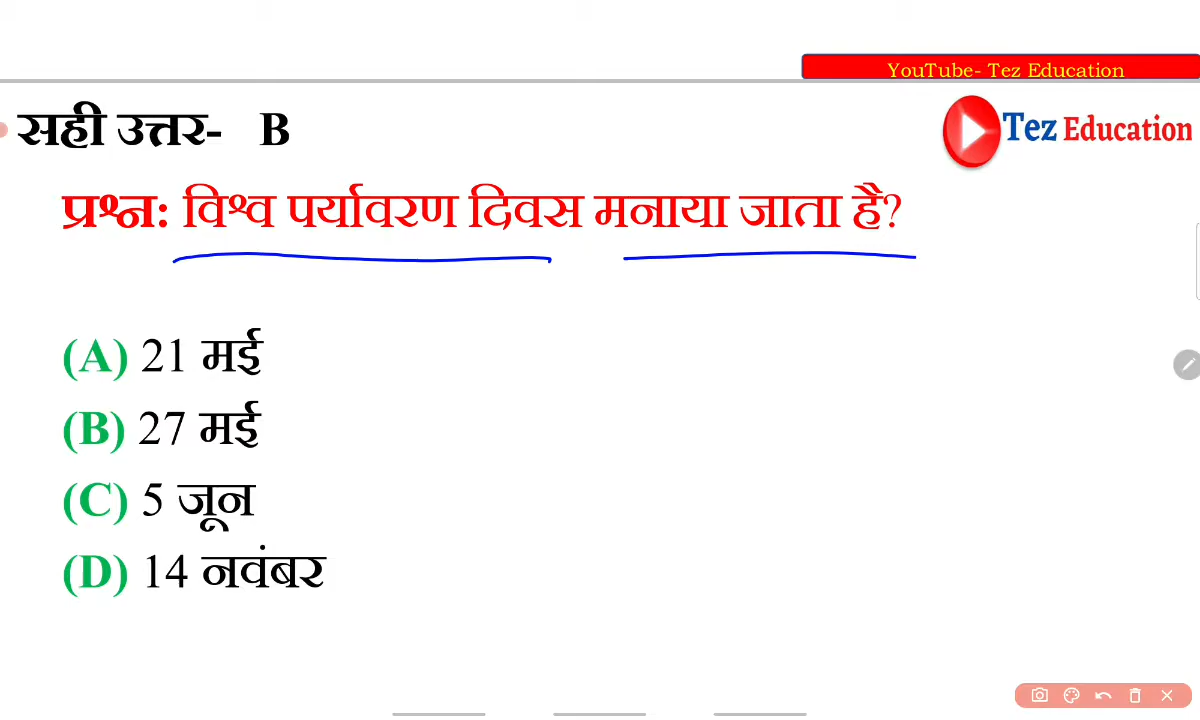 YouTube- Tez Education
सही उत्तर- B
Tez Education
प्रश्न: विश्व पर्यावरण दिवस मनाया जाता है?
(A) 21 मई
(B) 27 मई
(C) 5 जून
(D) 14 नवंबर